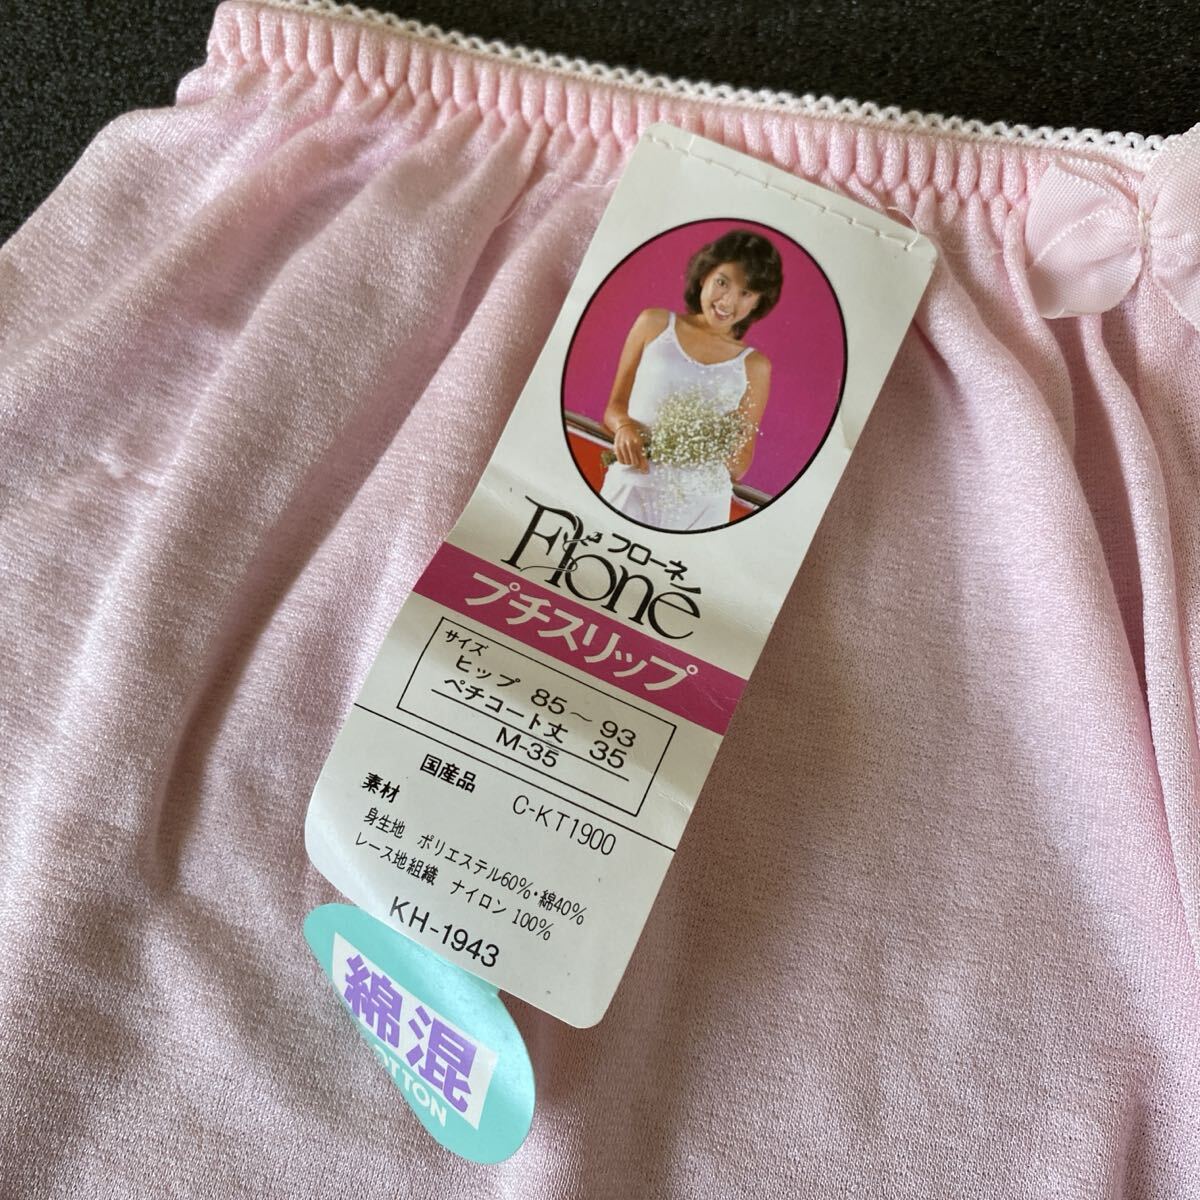 フローネ
Flone
プチスリップ
サイズ
ヒップ 85～93
ペチコート丈 35
M-35
国産品 C-KT1900
素材
身生地 ポリエステル60%・綿40%
レース地組織 ナイロン100%
KH-1943
綿混
COTTON